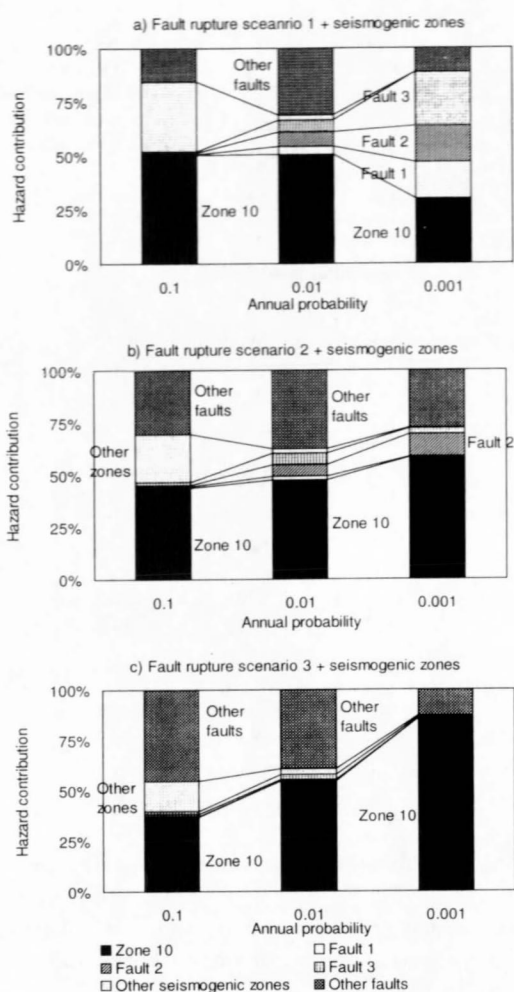 a) Fault rupture sceanrio 1 + seismogenic zones
100%
75%
50%
25%
0%
Hazard contribution
Other
faults
Fault 3
Fault 2
Fault 1
Zone 10
Zone 10
0.1
0.01
0.001
Annual probability
b) Fault rupture scenario 2 + seismogenic zones
100%
75%
50%
25%
0%
Hazard contribution
Other
faults
Other
faults
Other
zones
Fault 2
Zone 10
Zone 10
0.1
0.01
0.001
Annual probability
c) Fault rupture scenario 3 + seismogenic zones
100%
75%
50%
25%
0%
Hazard contribution
Other
faults
Other
faults
Other
zones
Zone 10
Zone 10
0.1
0.01
0.001
Annual probability
Zone 10
Fault 1
Fault 2
Fault 3
Other seismogenic zones
Other faults